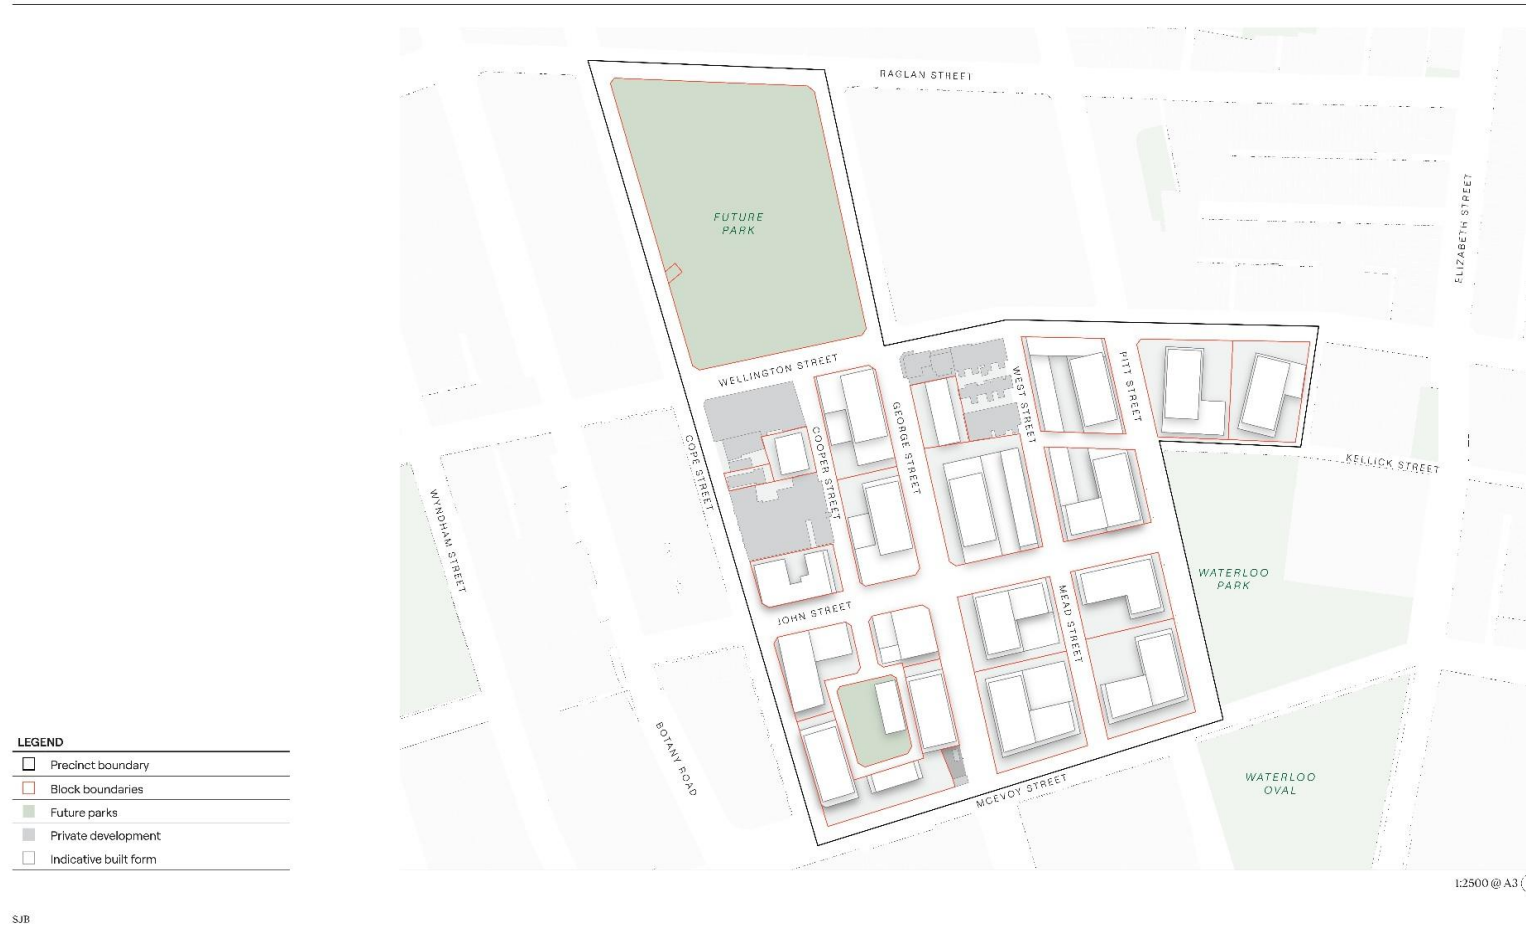 RAGLAN STREET
FUTURE
PARK
ELIZABETH STREET
WELLINGTON STREET
PITT STREET
WEST STREET
GEORGE STREET
COOPER STREET
COPE STREET
KELLICK STREET
WYNDHAM STREET
WATERLOO
PARK
MEAD STREET
JOHN STREET
BOTANY ROAD
WATERLOO
OVAL
MCEVOY STREET
LEGEND
Precinct boundary
Block boundaries
Future parks
Private development
Indicative built form
1:2500 @ A3
SJB